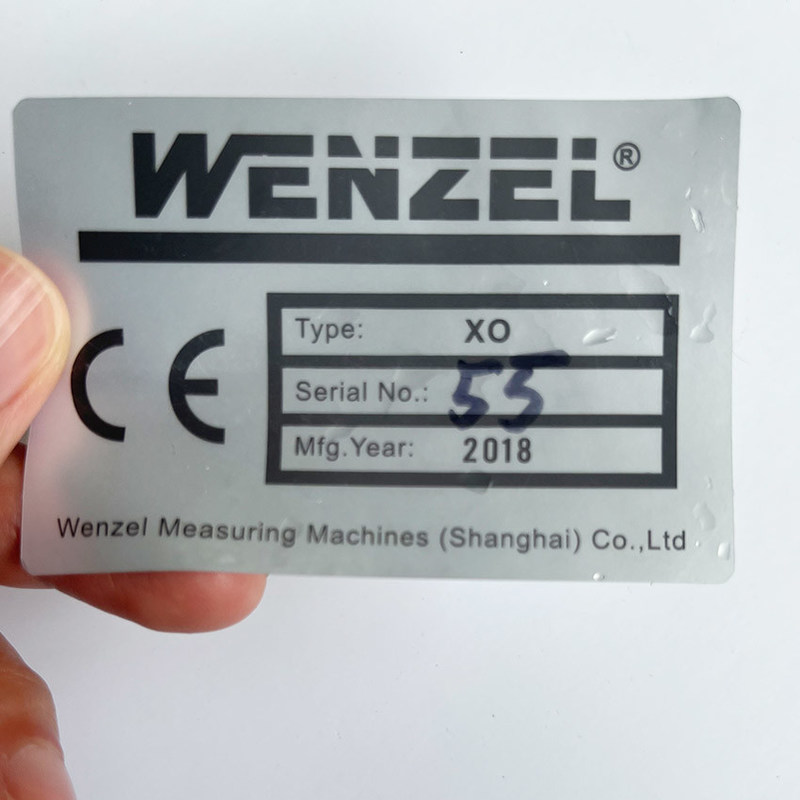 WENZEL®
CE
Type: XO
Serial No.: 55
Mfg.Year: 2018
Wenzel Measuring Machines (Shanghai) Co.,Ltd